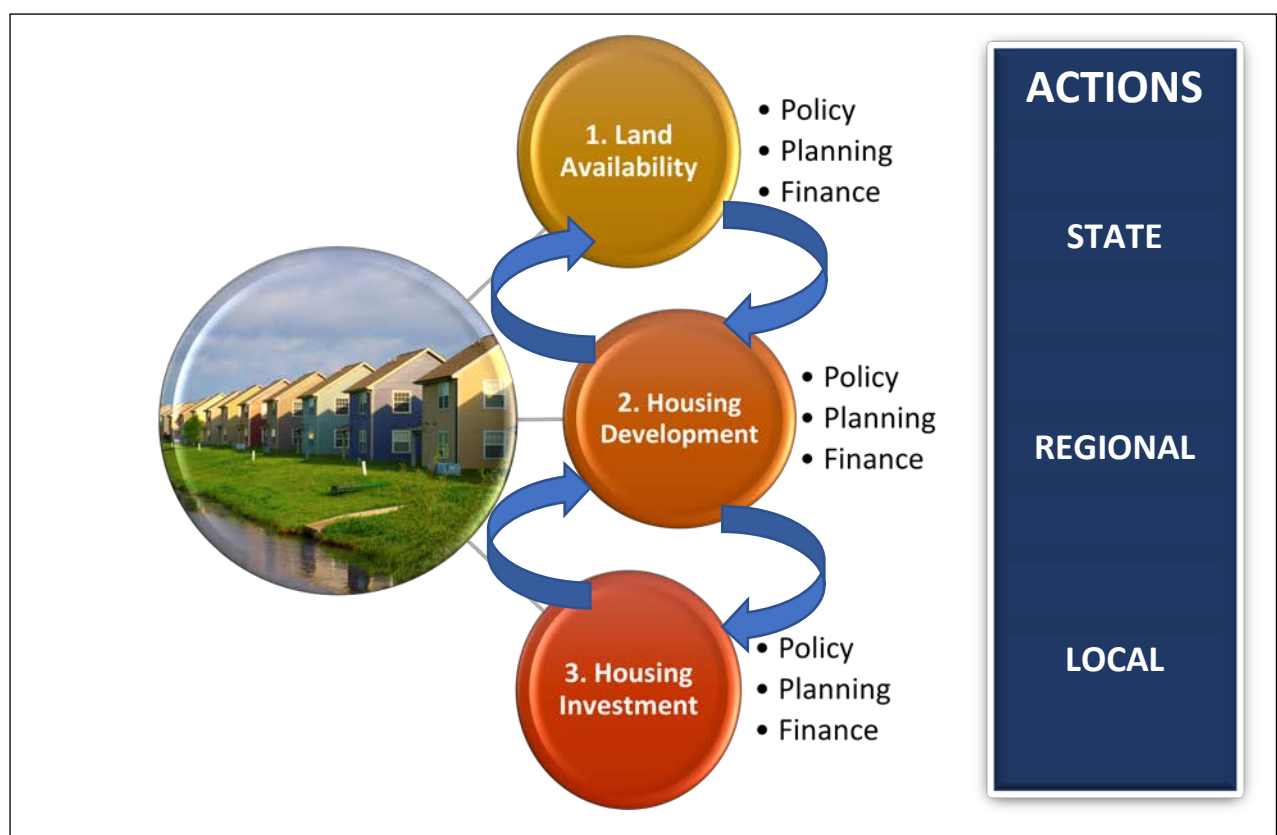 1. Land
Availability
• Policy
• Planning
• Finance
2. Housing
Development
• Policy
• Planning
• Finance
3. Housing
Investment
• Policy
• Planning
• Finance
ACTIONS
STATE
REGIONAL
LOCAL